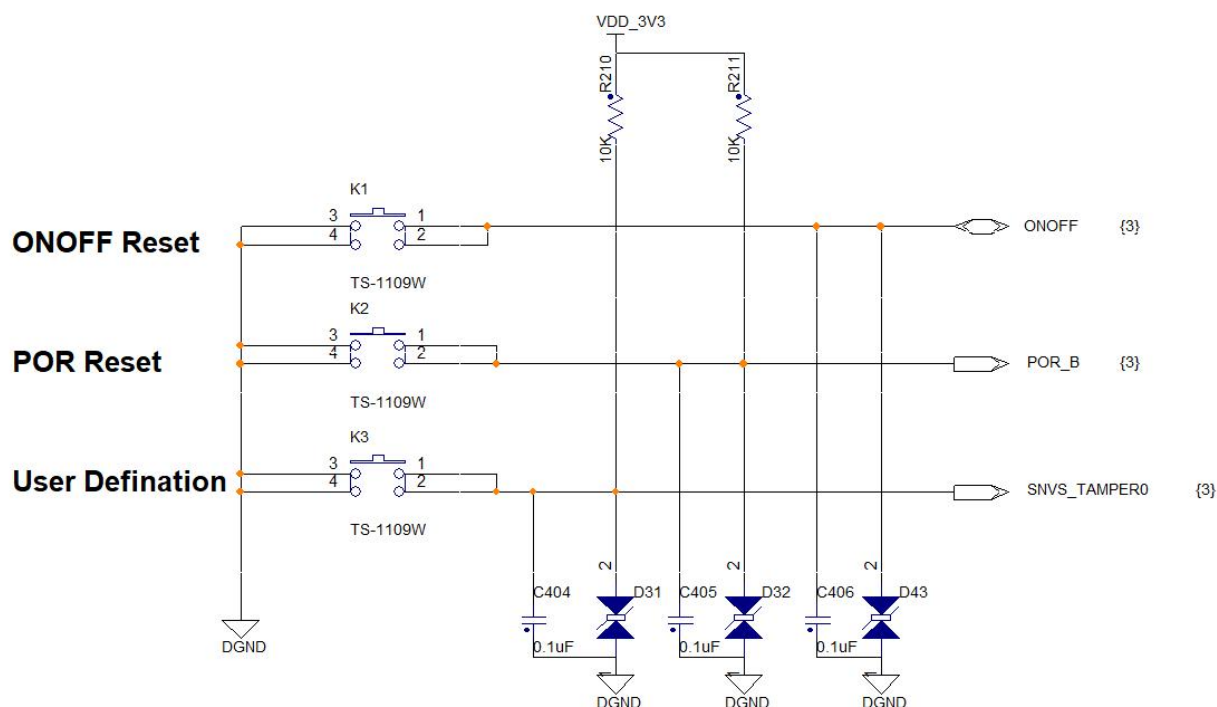 VDD_3V3
R210
R211
10K
10K
K1
3
1
4
2
ONOFF Reset
ONOFF
{3}
TS-1109W
K2
3
1
4
2
POR Reset
POR_B
{3}
TS-1109W
K3
3
1
4
2
User Defination
SNVS_TAMPER0
{3}
TS-1109W
2
2
2
C404
D31
C405
D32
C406
D43
0.1uF
0.1uF
0.1uF
DGND
DGND
DGND
DGND